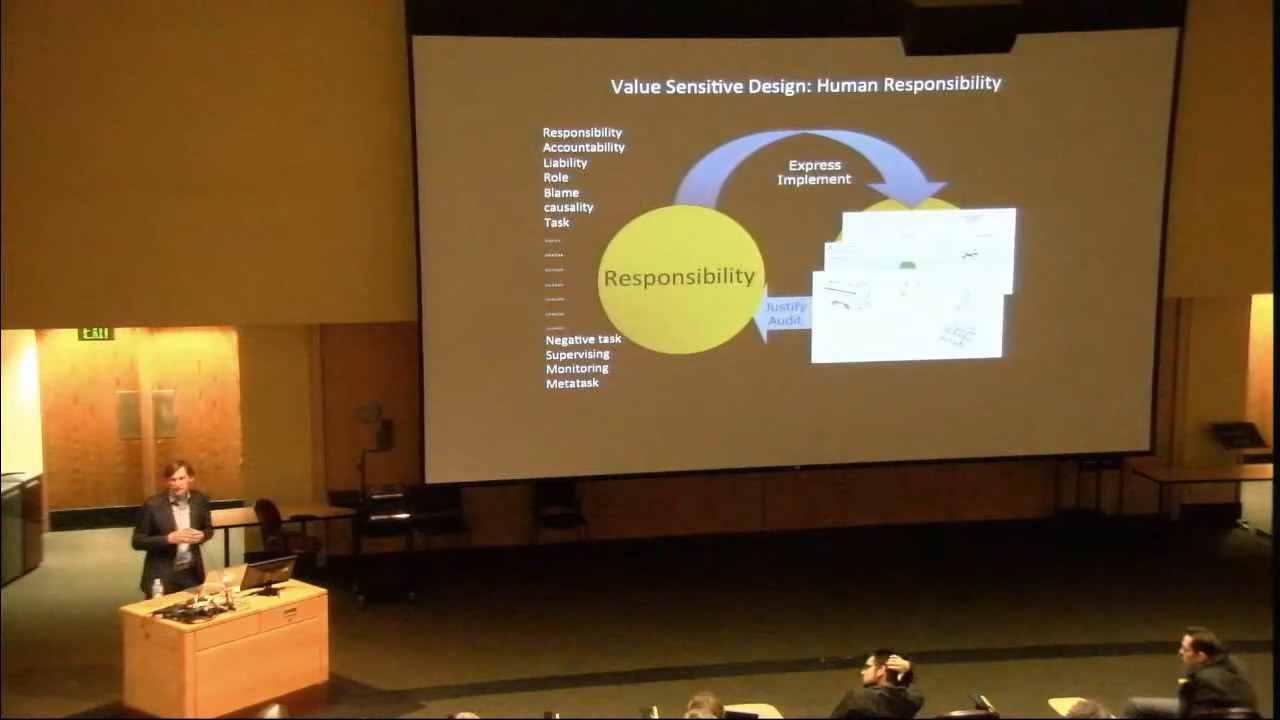 Value Sensitive Design: Human Responsibility
Responsibility
Accountability
Liability
Role
Blame
causality
Task
Negative task
Supervising
Monitoring
Metatask
Express
Implement
Responsibility
Justify
Audit
EXIT